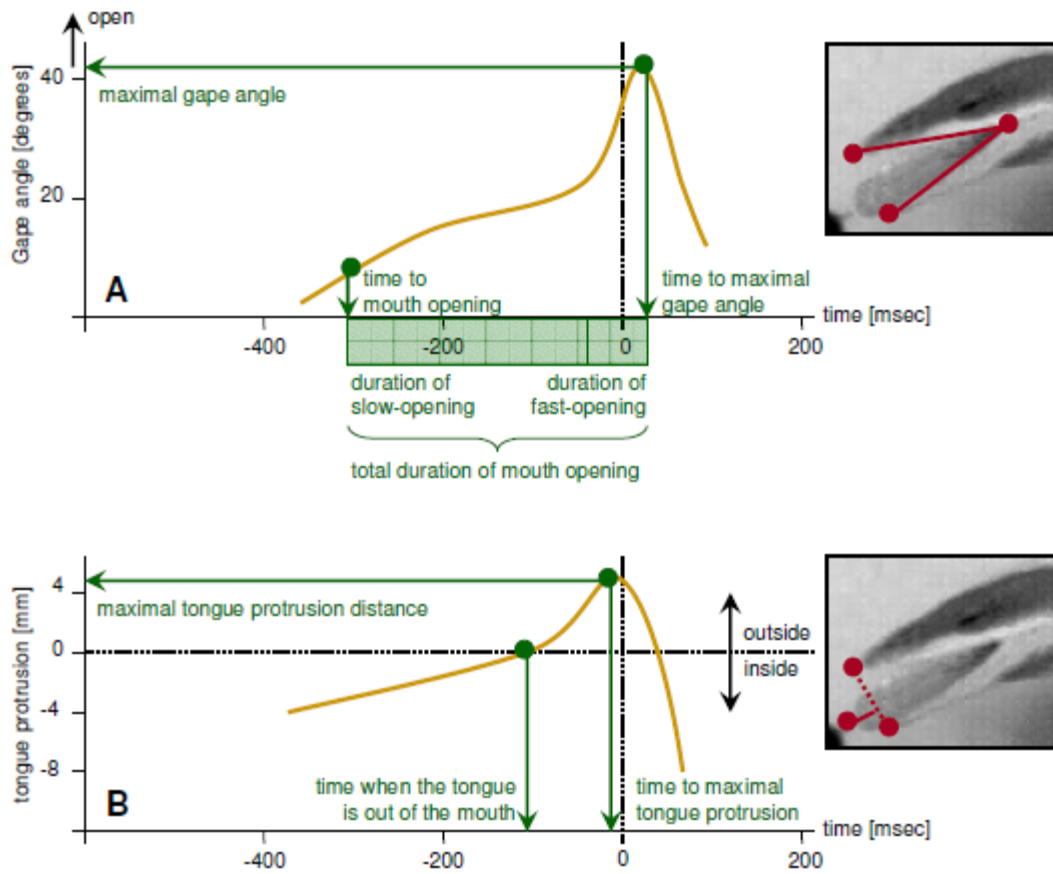 open
Gape angle [degrees]
40
20
maximal gape angle
A
time to
mouth opening
time to maximal
gape angle
time [msec]
-400
-200
0
200
duration of
slow-opening
duration of
fast-opening
total duration of mouth opening
tongue protrusion [mm]
4
0
-4
-8
maximal tongue protrusion distance
outside
inside
B
time when the tongue
is out of the mouth
time to maximal
tongue protrusion
time [msec]
-400
-200
0
200